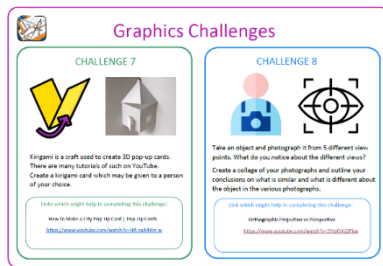 Graphics Challenges
CHALLENGE 7
Kirigami is a craft used to create 3D pop-up cards.
There are many tutorials of such on YouTube.
Create a kirigami card which may be given to a person
of your choice.
Link which might help in completing this challenge:
How to Make a City Pop Up Card | Pop Up Cards
CHALLENGE 8
Take an object and photograph it from 5 different view
points. What do you notice about the different views?
Create a collage of your photographs and outline your
conclusions on what is similar and what is different about
the object in the various photographs.
Link which might help in completing this challenge:
Orthographic Projection vs Perspective